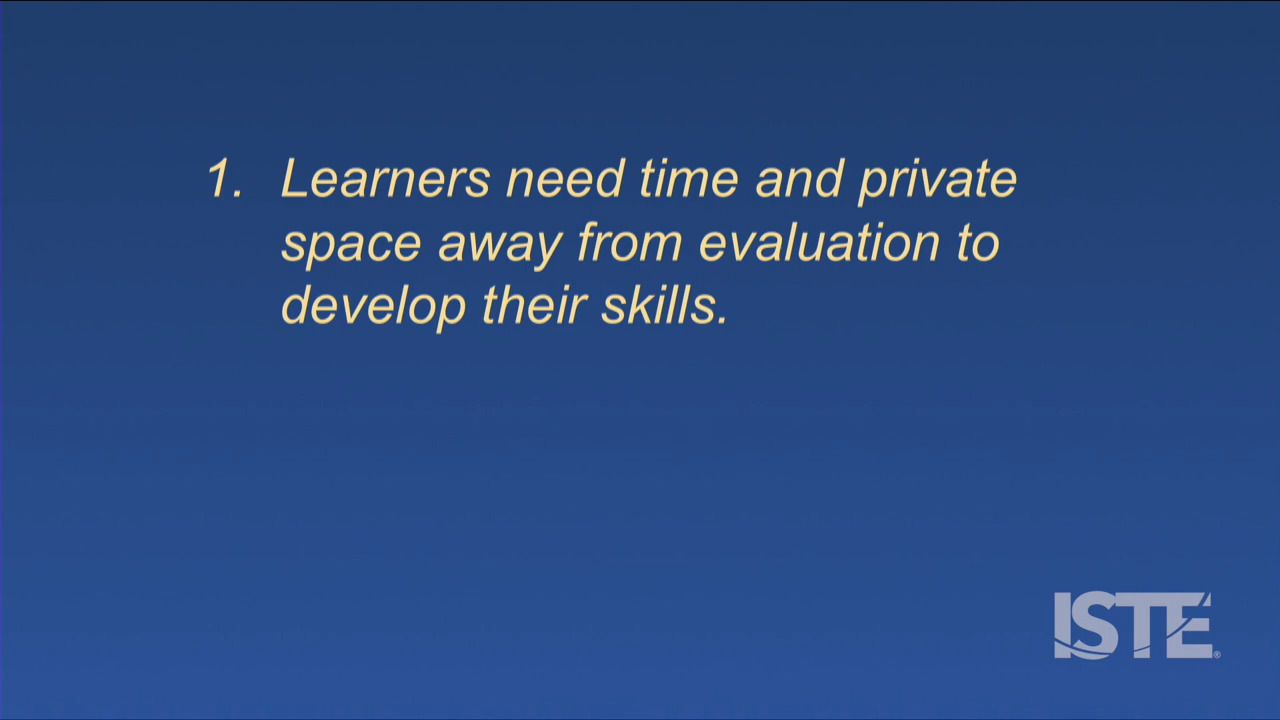 1. Learners need time and private
space away from evaluation to
develop their skills.
ISTE®